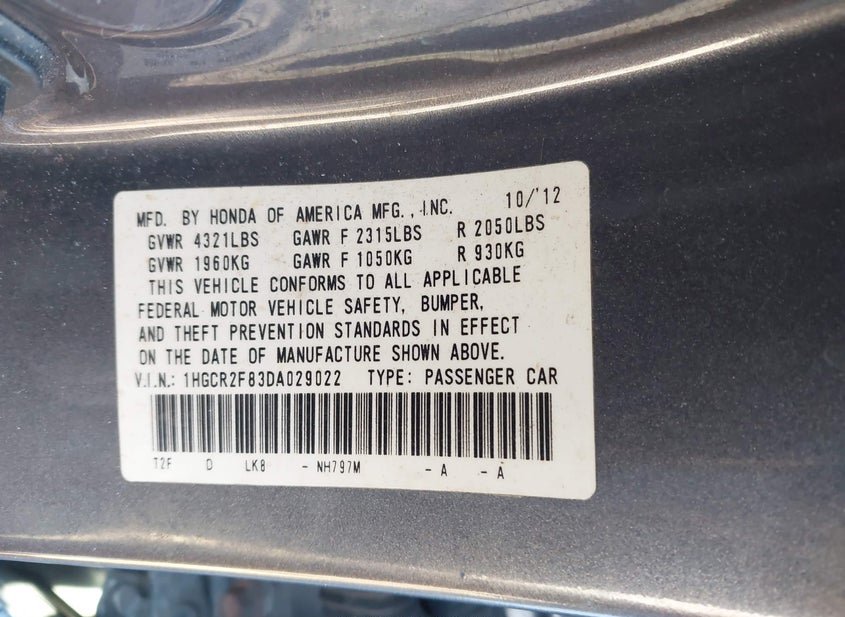 MFD. BY HONDA OF AMERICA MFG., INC. 10/'12
GVWR 4321LBS GAWR F 2315LBS R 2050LBS
GVWR 1960KG GAWR F 1050KG R 930KG
THIS VEHICLE CONFORMS TO ALL APPLICABLE
FEDERAL MOTOR VEHICLE SAFETY, BUMPER,
AND THEFT PREVENTION STANDARDS IN EFFECT
ON THE DATE OF MANUFACTURE SHOWN ABOVE.
V.I.N.: 1HGCR2F83DA029022 TYPE: PASSENGER CAR
T2F D LK8 - NH797M - A - A